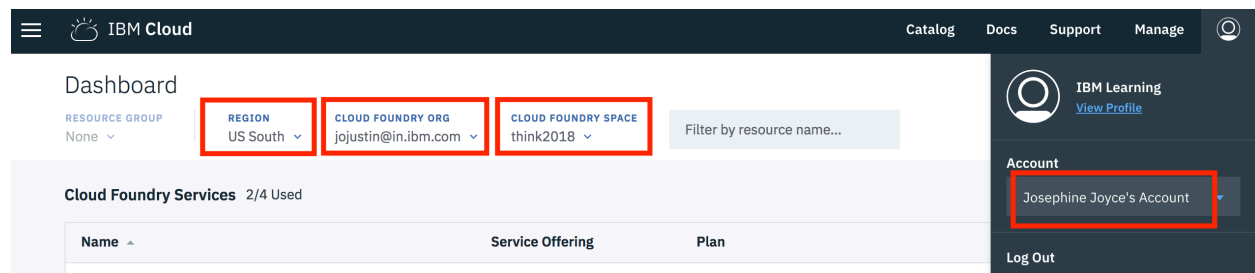 IBM Cloud
Catalog Docs Support Manage
Dashboard
RESOURCE GROUP
None
REGION
US South
CLOUD FOUNDRY ORG
jojustin@in.ibm.com
CLOUD FOUNDRY SPACE
think2018
Filter by resource name...
IBM Learning
View Profile
Account
Josephine Joyce's Account
Log Out
Cloud Foundry Services 2/4 Used
Name Service Offering Plan